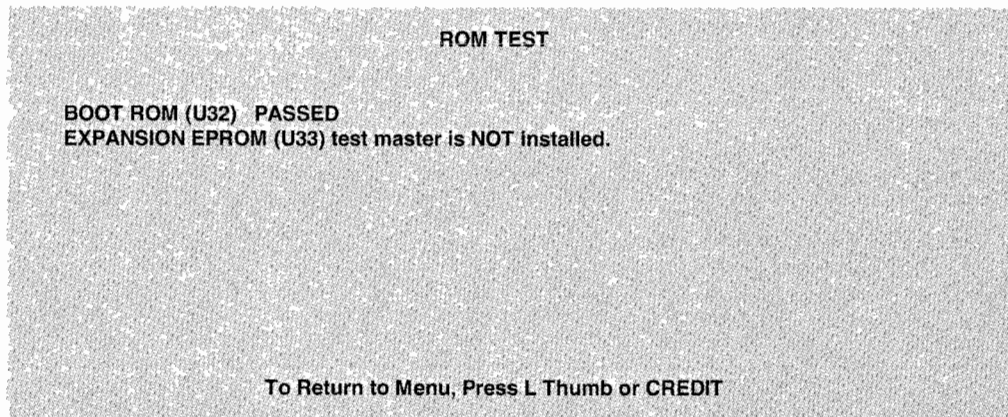 ROM TEST
BOOT ROM (U32) PASSED
EXPANSION EPROM (U33) test master is NOT installed.
To Return to Menu, Press L Thumb or CREDIT